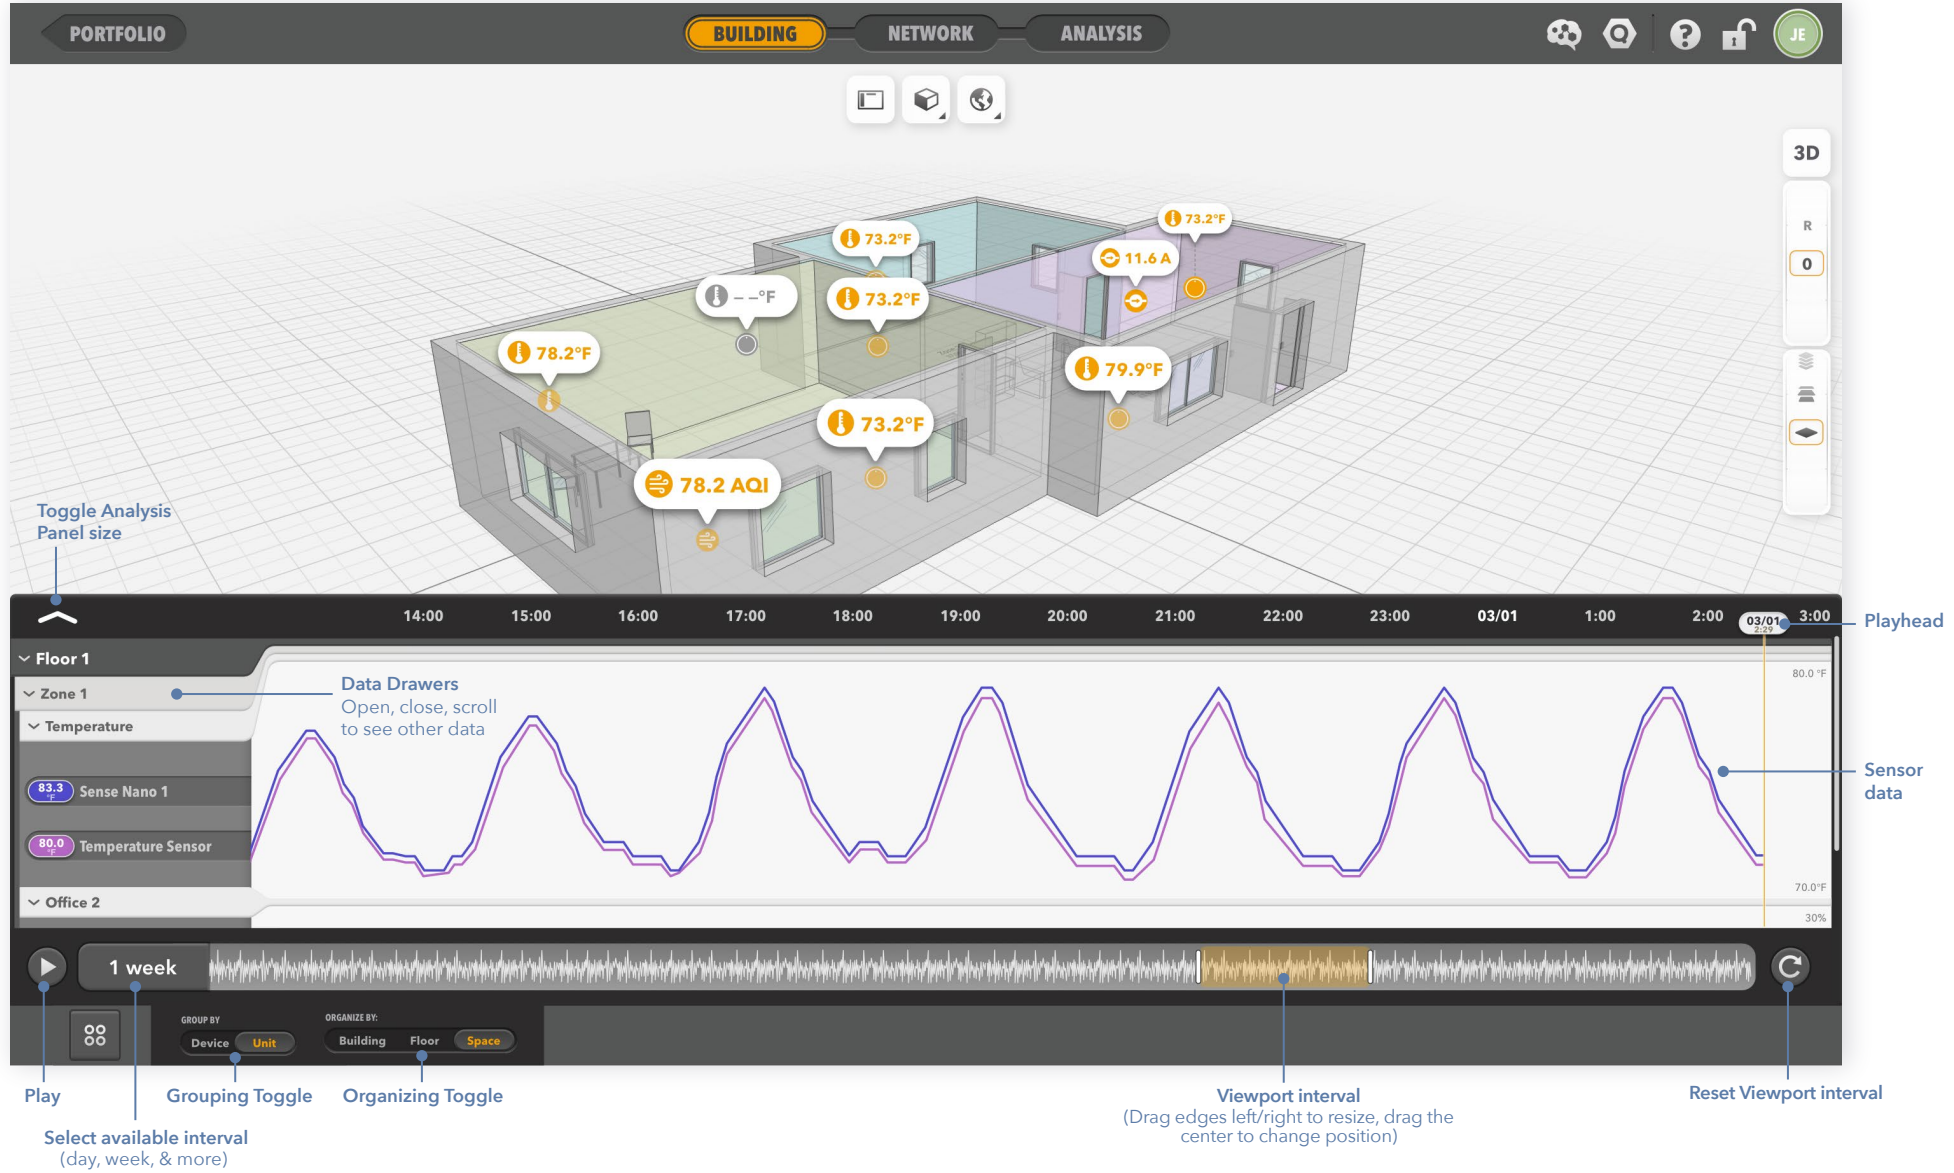 PORTFOLIO
BUILDING
NETWORK
ANALYSIS
JE
3D
R
0
73.2°F
73.2°F
11.6 A
– –°F
73.2°F
78.2°F
79.9°F
73.2°F
78.2 AQI
Toggle Analysis
Panel size
14:00 15:00 16:00 17:00 18:00 19:00 20:00 21:00 22:00 23:00 03/01 1:00 2:00 3:00
03/01
2:29
Playhead
Floor 1
Zone 1
Temperature
83.3
°F
Sense Nano 1
80.0
°F
Temperature Sensor
Office 2
Data Drawers
Open, close, scroll
to see other data
80.0 °F
70.0°F
30%
Sensor
data
1 week
GROUP BY
Device Unit
ORGANIZE BY:
Building Floor Space
Play
Grouping Toggle
Organizing Toggle
Select available interval
(day, week, & more)
Viewport interval
(Drag edges left/right to resize, drag the
center to change position)
Reset Viewport interval